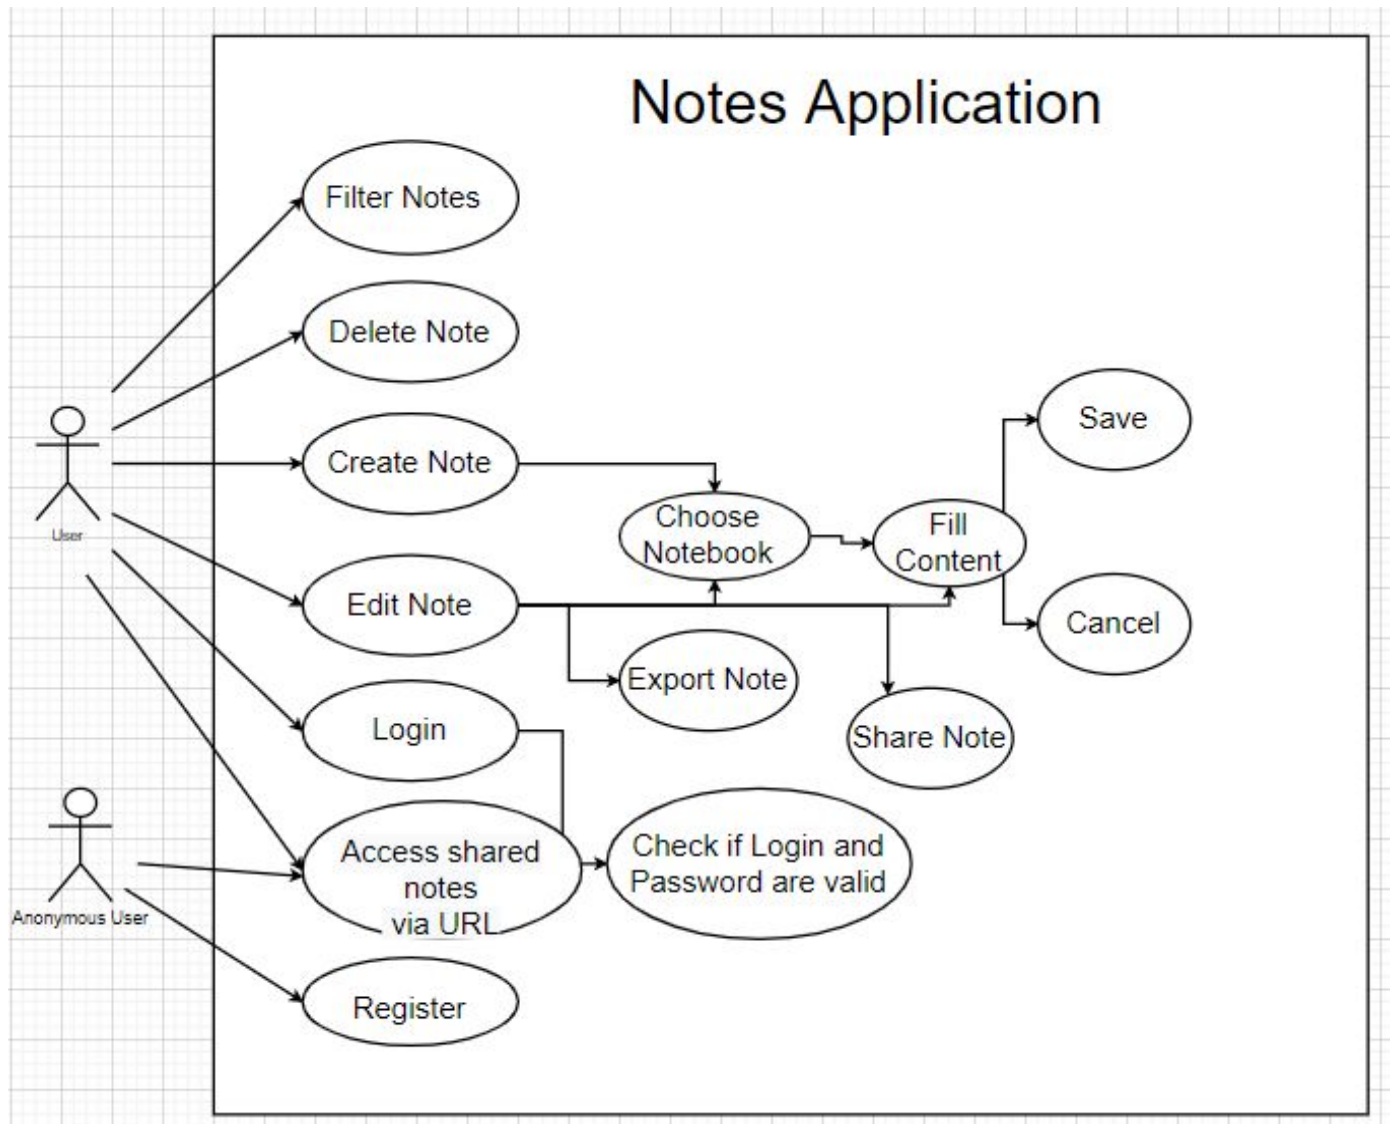 Notes Application
Filter Notes
Delete Note
Create Note
Save
Choose
Notebook
Fill
Content
User
Edit Note
Cancel
Export Note
Login
Share Note
Access shared
notes
via URL
Check if Login and
Password are valid
Anonymous User
Register